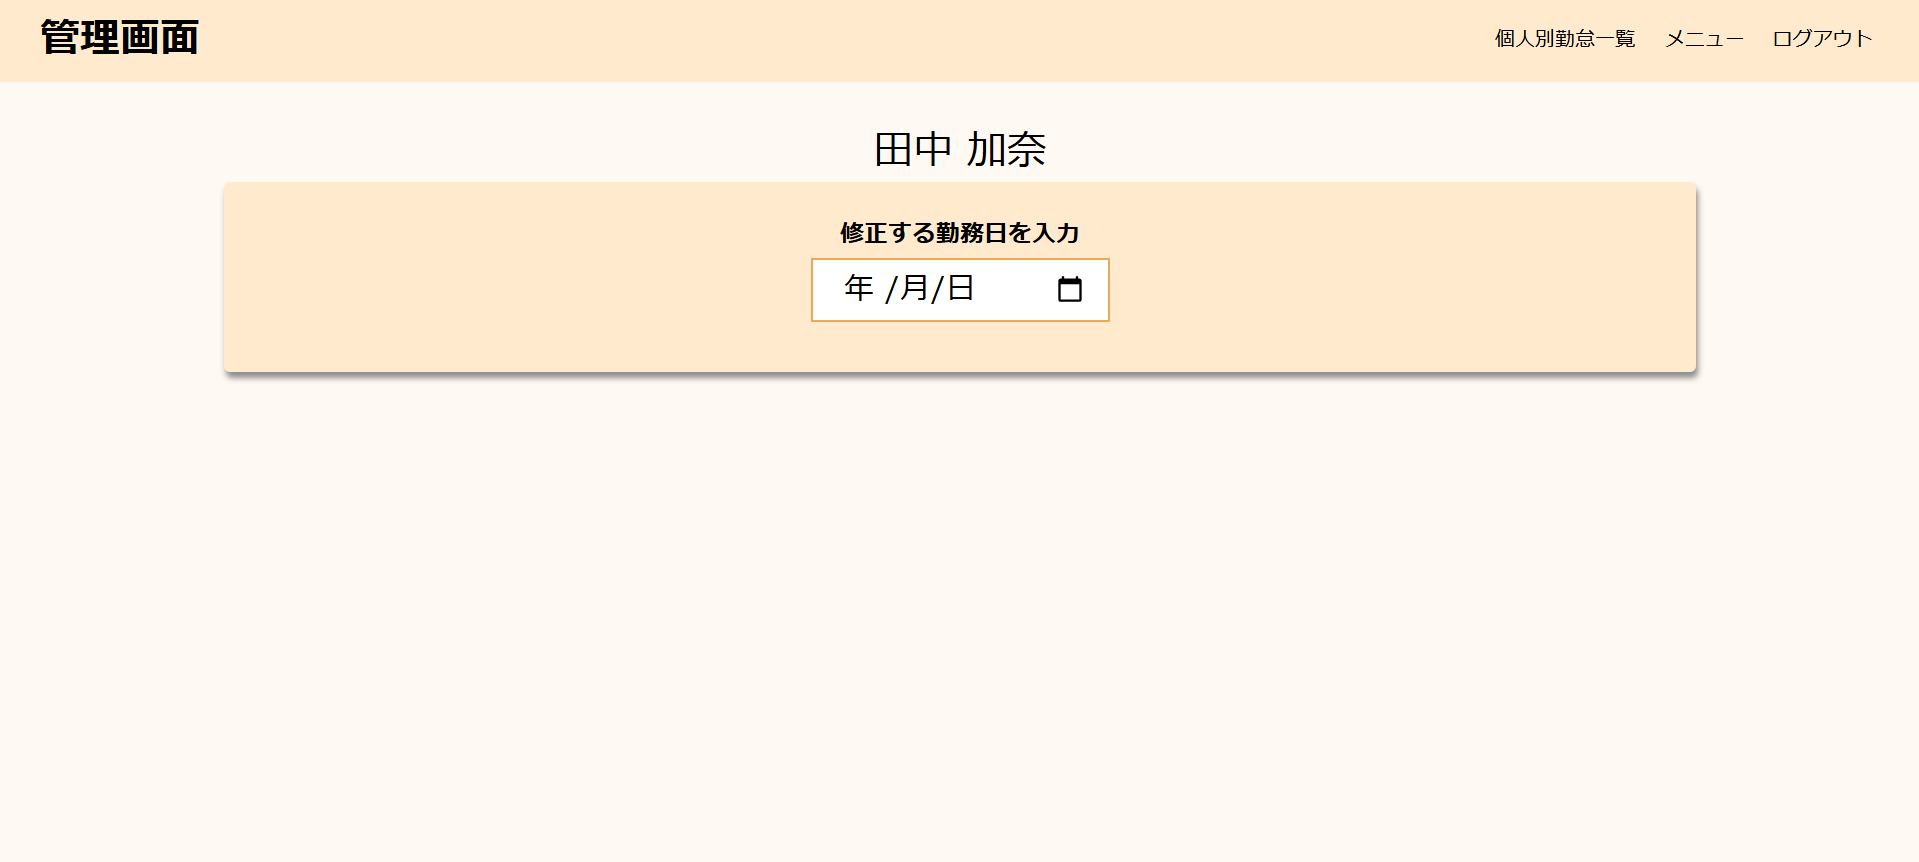 管理画面
個人別勤怠一覧 メニュー ログアウト
田中 加奈
修正する勤務日を入力
年 /月/日